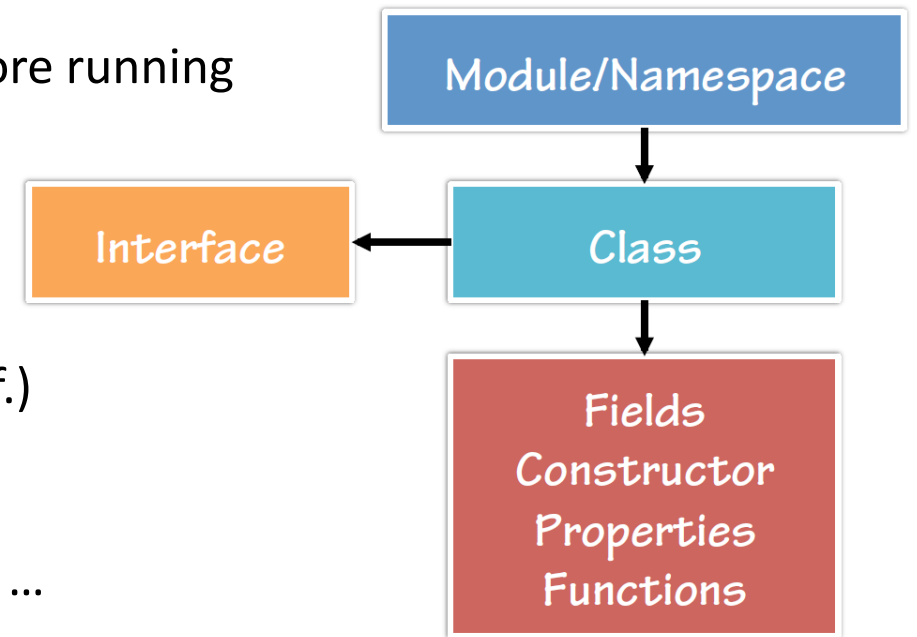 ore running
Module/Namespace
Interface
Class
f.)
Fields
Constructor
Properties
Functions
...